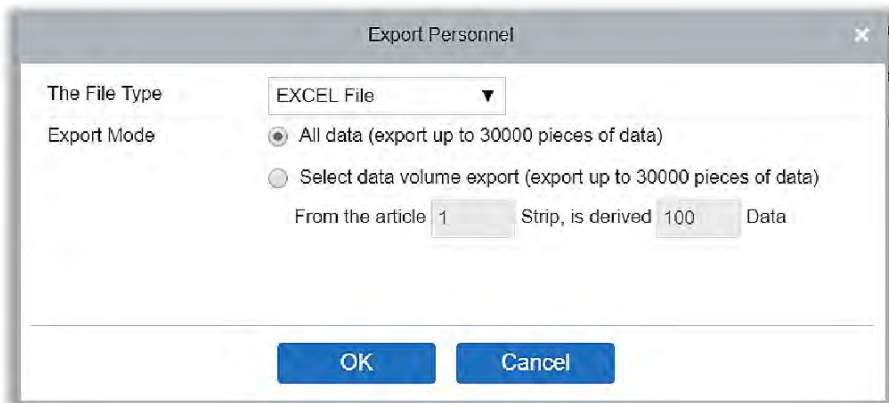 Export Personnel
The File Type EXCEL File
Export Mode All data (export up to 30000 pieces of data)
Select data volume export (export up to 30000 pieces of data)
From the article 1 Strip, is derived 100 Data
OK Cancel